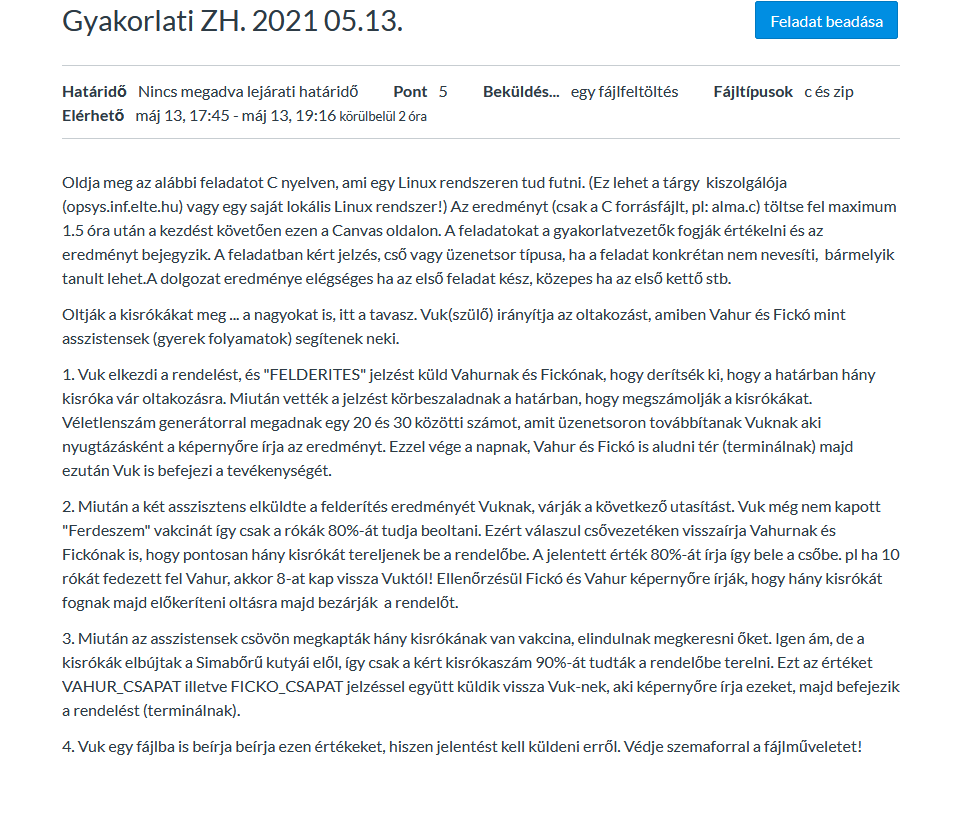 Gyakorlati ZH. 2021 05.13.
Feladat beadása
Határidő Nincs megadva lejárati határidő Pont 5 Beküldés... egy fájlfeltöltés Fájltípusok c és zip
Elérhető máj 13, 17:45 - máj 13, 19:16 körülbelül 2 óra
Oldja meg az alábbi feladatot C nyelven, ami egy Linux rendszeren tud futni. (Ez lehet a tárgy kiszolgálója
(opsys.inf.elte.hu) vagy egy saját lokális Linux rendszer!) Az eredményt (csak a C forrásfájlt, pl: alma.c) töltse fel maximum
1.5 óra után a kezdést követően ezen a Canvas oldalon. A feladatokat a gyakorlatvezetők fogják értékelni és az
eredményt bejegyzik. A feladatban kért jelzés, cső vagy üzenetsor típusa, ha a feladat konkrétan nem nevesíti, bármelyik
tanult lehet.A dolgozat eredménye elégséges ha az első feladat kész, közepes ha az első kettő stb.
Oltják a kisrókákat meg ... a nagyokat is, itt a tavasz. Vuk(szülő) irányítja az oltakozást, amiben Vahur és Fickó mint
asszistensek (gyerek folyamatok) segítenek neki.
1. Vuk elkezdi a rendelést, és "FELDERITES" jelzést küld Vahurnak és Fickónak, hogy derítsék ki, hogy a határban hány
kisróka vár oltakozásra. Miután vették a jelzést körbeszaladnak a határban, hogy megszámolják a kisrókákat.
Véletlenszám generátorral megadnak egy 20 és 30 közötti számot, amit üzenetsoron továbbítanak Vuknak aki
nyugtázásként a képernyőre írja az eredményt. Ezzel vége a napnak, Vahur és Fickó is aludni tér (terminálnak) majd
ezután Vuk is befejezi a tevékenységét.
2. Miután a két asszisztens elküldte a felderítés eredményét Vuknak, várják a következő utasítást. Vuk még nem kapott
"Ferdeszem" vakcinát így csak a rókák 80%-át tudja beoltani. Ezért válaszul csővezetéken visszaírja Vahurnak és
Fickónak is, hogy pontosan hány kisrókát tereljenek be a rendelőbe. A jelentett érték 80%-át írja így bele a csőbe. pl ha 10
rókát fedezett fel Vahur, akkor 8-at kap vissza Vuktól! Ellenőrzésül Fickó és Vahur képernyőre írják, hogy hány kisrókát
fognak majd előkeríteni oltásra majd bezárják a rendelőt.
3. Miután az asszistensek csövön megkapták hány kisrókának van vakcina, elindulnak megkeresni őket. Igen ám, de a
kisrókák elbújtak a Simabőrű kutyái elől, így csak a kért kisrókaszám 90%-át tudták a rendelőbe terelni. Ezt az értéket
VAHUR_CSAPAT illetve FICKO_CSAPAT jelzéssel együtt küldik vissza Vuk-nek, aki képernyőre írja ezeket, majd befejezik
a rendelést (terminálnak).
4. Vuk egy fájlba is beírja beírja ezen értékeket, hiszen jelentést kell küldeni erről. Védje szemaforral a fájlműveletet!